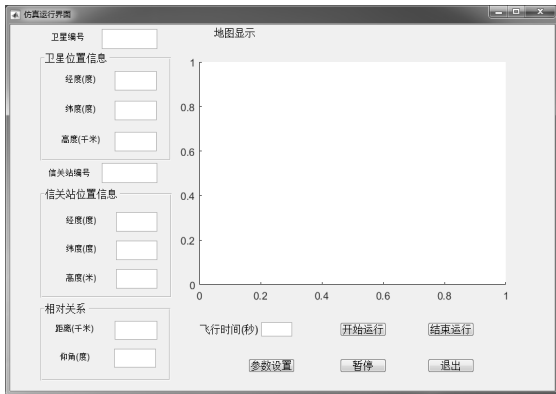 仿真运行界面
卫星编号
地图显示
卫星位置信息
经度(度)
纬度(度)
高度(千米)
信关站编号
信关站位置信息
经度(度)
纬度(度)
高度(米)
相对关系
距离(千米)
仰角(度)
1
0.8
0.6
0.4
0.2
0
0 0.2 0.4 0.6 0.8 1
飞行时间(秒) 开始运行 结束运行
参数设置 暂停 退出